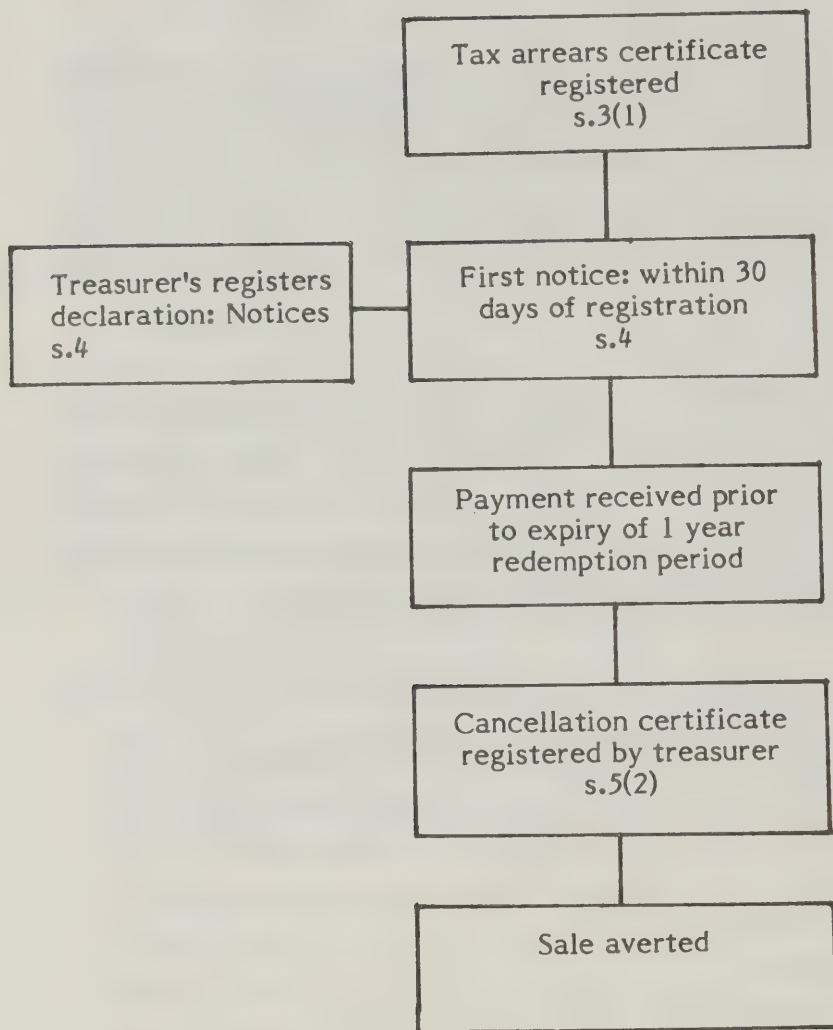 Tax arrears certificate
registered
s.3(1)
Treasurer's registers
declaration: Notices
s.4
First notice: within 30
days of registration
s.4
Payment received prior
to expiry of 1 year
redemption period
Cancellation certificate
registered by treasurer
s.5(2)
Sale averted